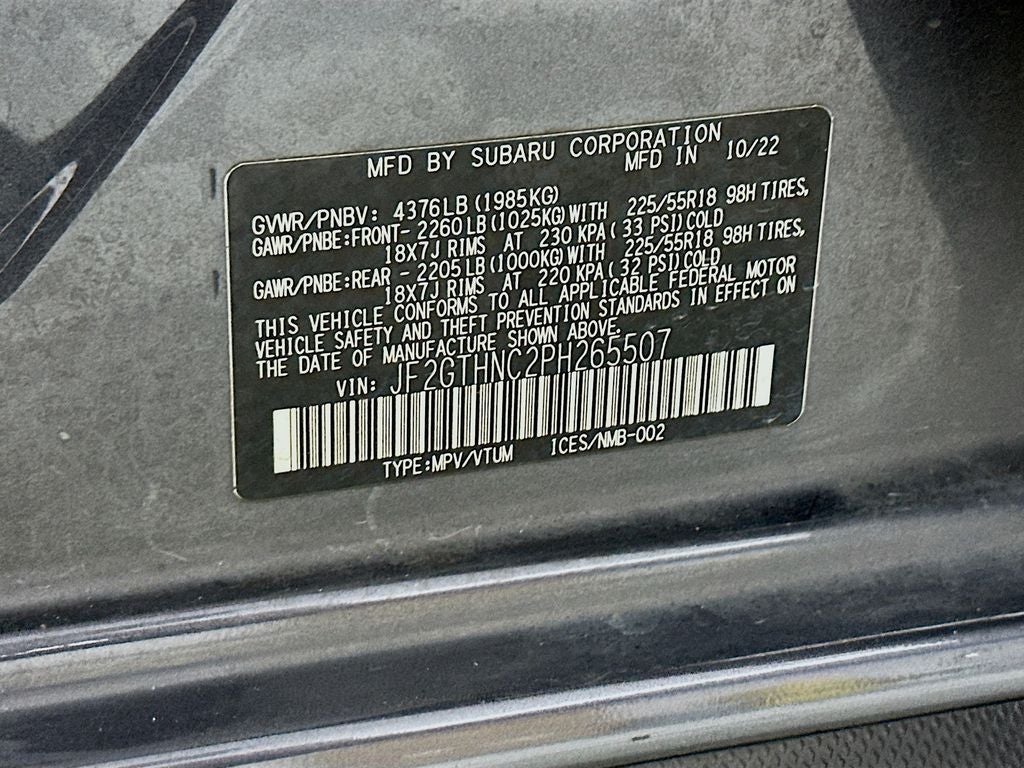 MFD BY SUBARU CORPORATION
MFD IN 10/22
GVWR/PNBV: 4376LB(1985KG)
GAWR/PNBE:FRONT- 2260LB(1025KG)WITH 225/55R18 98H TIRES,
18X7J RIMS AT 230 KPA(33 PSI)COLD
GAWR/PNBE:REAR - 2205LB(1000KG)WITH 225/55R18 98H TIRES,
18X7J RIMS AT 220 KPA(32 PSI)COLD
THIS VEHICLE CONFORMS TO ALL APPLICABLE FEDERAL MOTOR
VEHICLE SAFETY AND THEFT PREVENTION STANDARDS IN EFFECT ON
THE DATE OF MANUFACTURE SHOWN ABOVE.
VIN: JF2GTHNC2PH265507
TYPE:MPV/VTUM ICES/NMB-002